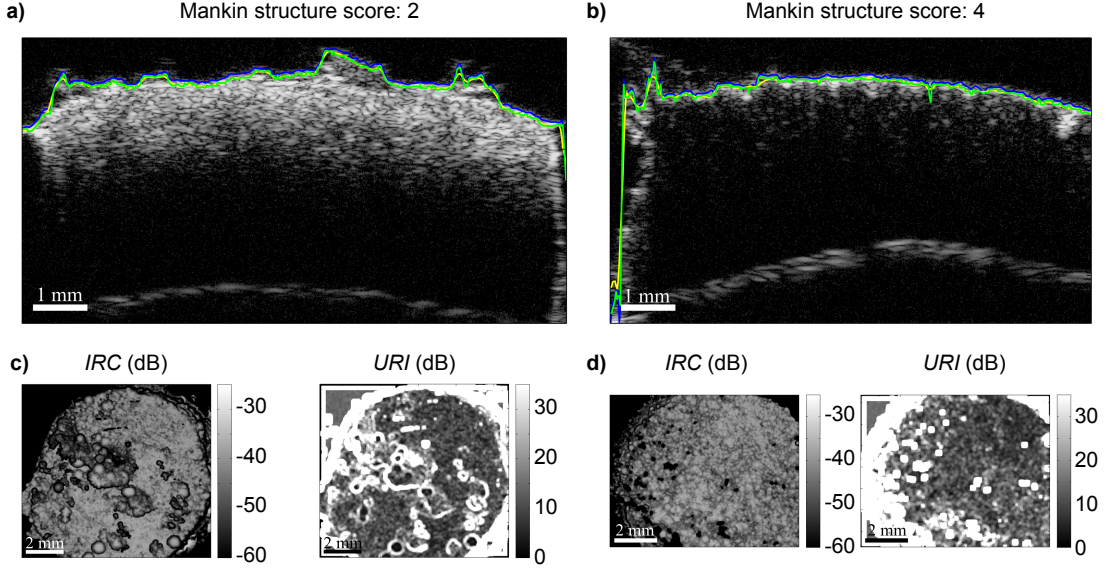 a) Mankin structure score: 2
b) Mankin structure score: 4
1 mm
1 mm
c) IRC (dB) URI (dB)
d) IRC (dB) URI (dB)
-30
-40
-50
-60
2 mm
30
20
10
0
2 mm
-30
-40
-50
-60
2 mm
30
20
10
0
2 mm